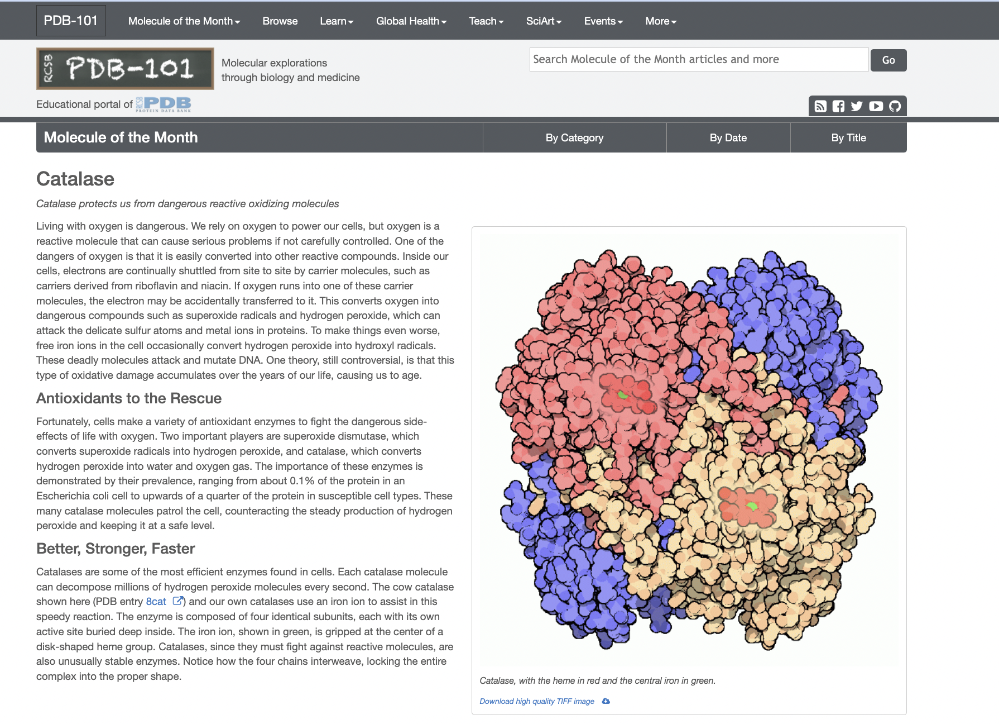 PDB-101
Molecule of the Month
Browse
Learn
Global Health
Teach
SciArt
Events
More
RCSB PDB-101
Molecular explorations
through biology and medicine
Search Molecule of the Month articles and more
Go
Educational portal of RCSB PDB
PROTEIN DATA BANK
Molecule of the Month
By Category
By Date
By Title
Catalase
Catalase protects us from dangerous reactive oxidizing molecules
Living with oxygen is dangerous. We rely on oxygen to power our cells, but oxygen is a
reactive molecule that can cause serious problems if not carefully controlled. One of the
dangers of oxygen is that it is easily converted into other reactive compounds. Inside our
cells, electrons are continually shuttled from site to site by carrier molecules, such as
carriers derived from riboflavin and niacin. If oxygen runs into one of these carrier
molecules, the electron may be accidentally transferred to it. This converts oxygen into
dangerous compounds such as superoxide radicals and hydrogen peroxide, which can
attack the delicate sulfur atoms and metal ions in proteins. To make things even worse,
free iron ions in the cell occasionally convert hydrogen peroxide into hydroxyl radicals.
These deadly molecules attack and mutate DNA. One theory, still controversial, is that this
type of oxidative damage accumulates over the years of our life, causing us to age.
Antioxidants to the Rescue
Fortunately, cells make a variety of antioxidant enzymes to fight the dangerous side-
effects of life with oxygen. Two important players are superoxide dismutase, which
converts superoxide radicals into hydrogen peroxide, and catalase, which converts
hydrogen peroxide into water and oxygen gas. The importance of these enzymes is
demonstrated by their prevalence, ranging from about 0.1% of the protein in an
Escherichia coli cell to upwards of a quarter of the protein in susceptible cell types. These
many catalase molecules patrol the cell, counteracting the steady production of hydrogen
peroxide and keeping it at a safe level.
Better, Stronger, Faster
Catalases are some of the most efficient enzymes found in cells. Each catalase molecule
can decompose millions of hydrogen peroxide molecules every second. The cow catalase
shown here (PDB entry 8cat ) and our own catalases use an iron ion to assist in this
speedy reaction. The enzyme is composed of four identical subunits, each with its own
active site buried deep inside. The iron ion, shown in green, is gripped at the center of a
disk-shaped heme group. Catalases, since they must fight against reactive molecules, are
also unusually stable enzymes. Notice how the four chains interweave, locking the entire
complex into the proper shape.
Catalase, with the heme in red and the central iron in green.
Download high quality TIFF image